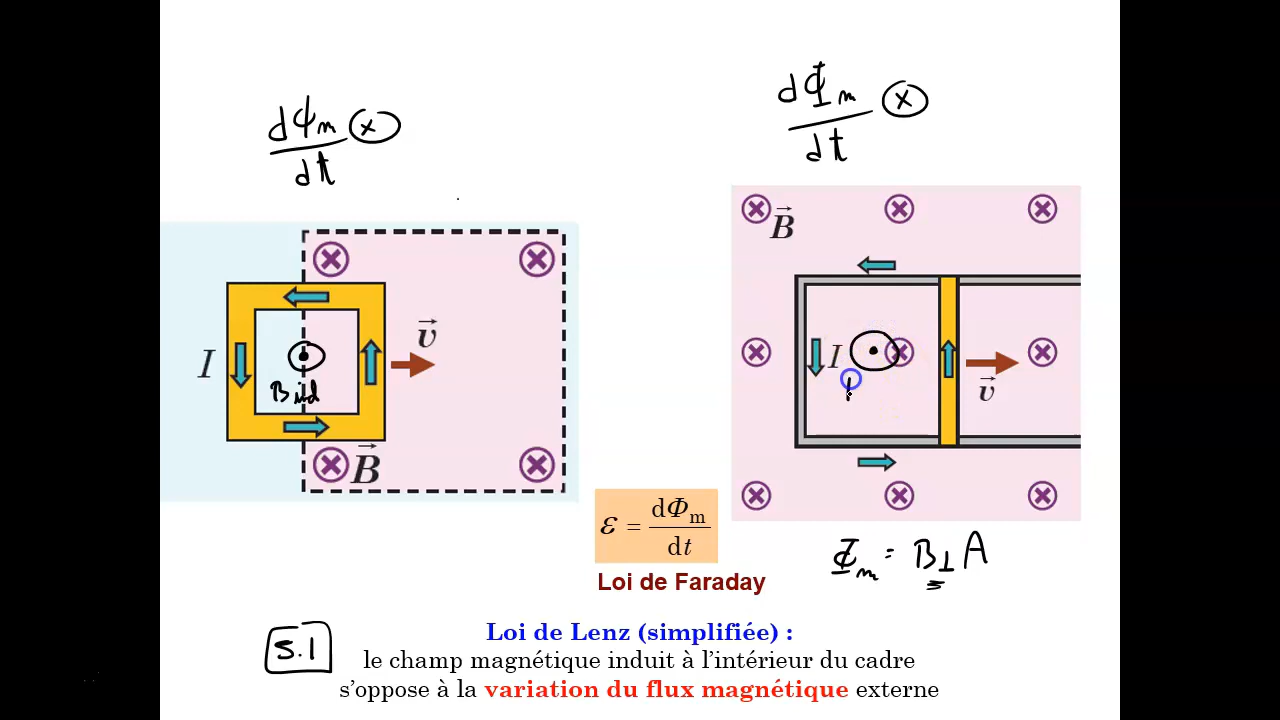 dΦm/dt ⊗
dΦm/dt ⊗
B⃗
I
v⃗
B ind
B⃗
I
v⃗
ε = dΦm/dt
Loi de Faraday
Φm = B⊥ A
5.1
Loi de Lenz (simplifiée) :
le champ magnétique induit à l’intérieur du cadre
s’oppose à la variation du flux magnétique externe